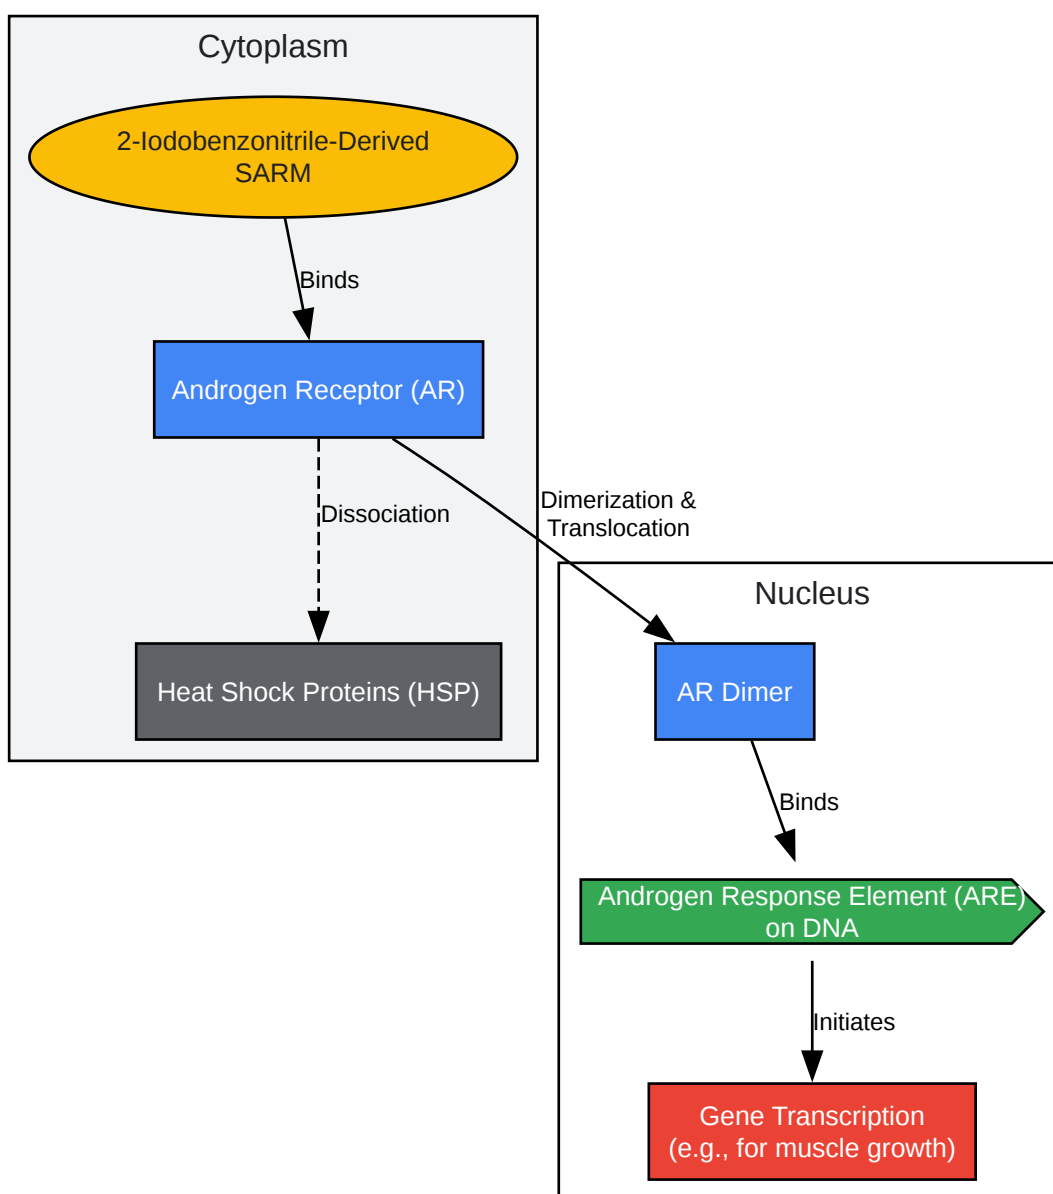 Cytoplasm
2-Iodobenzonitrile-Derived
SARM
Binds
Androgen Receptor (AR)
Dissociation
Dimerization &
Translocation
Heat Shock Proteins (HSP)
Nucleus
AR Dimer
Binds
Androgen Response Element (ARE)
on DNA
Initiates
Gene Transcription
(e.g., for muscle growth)